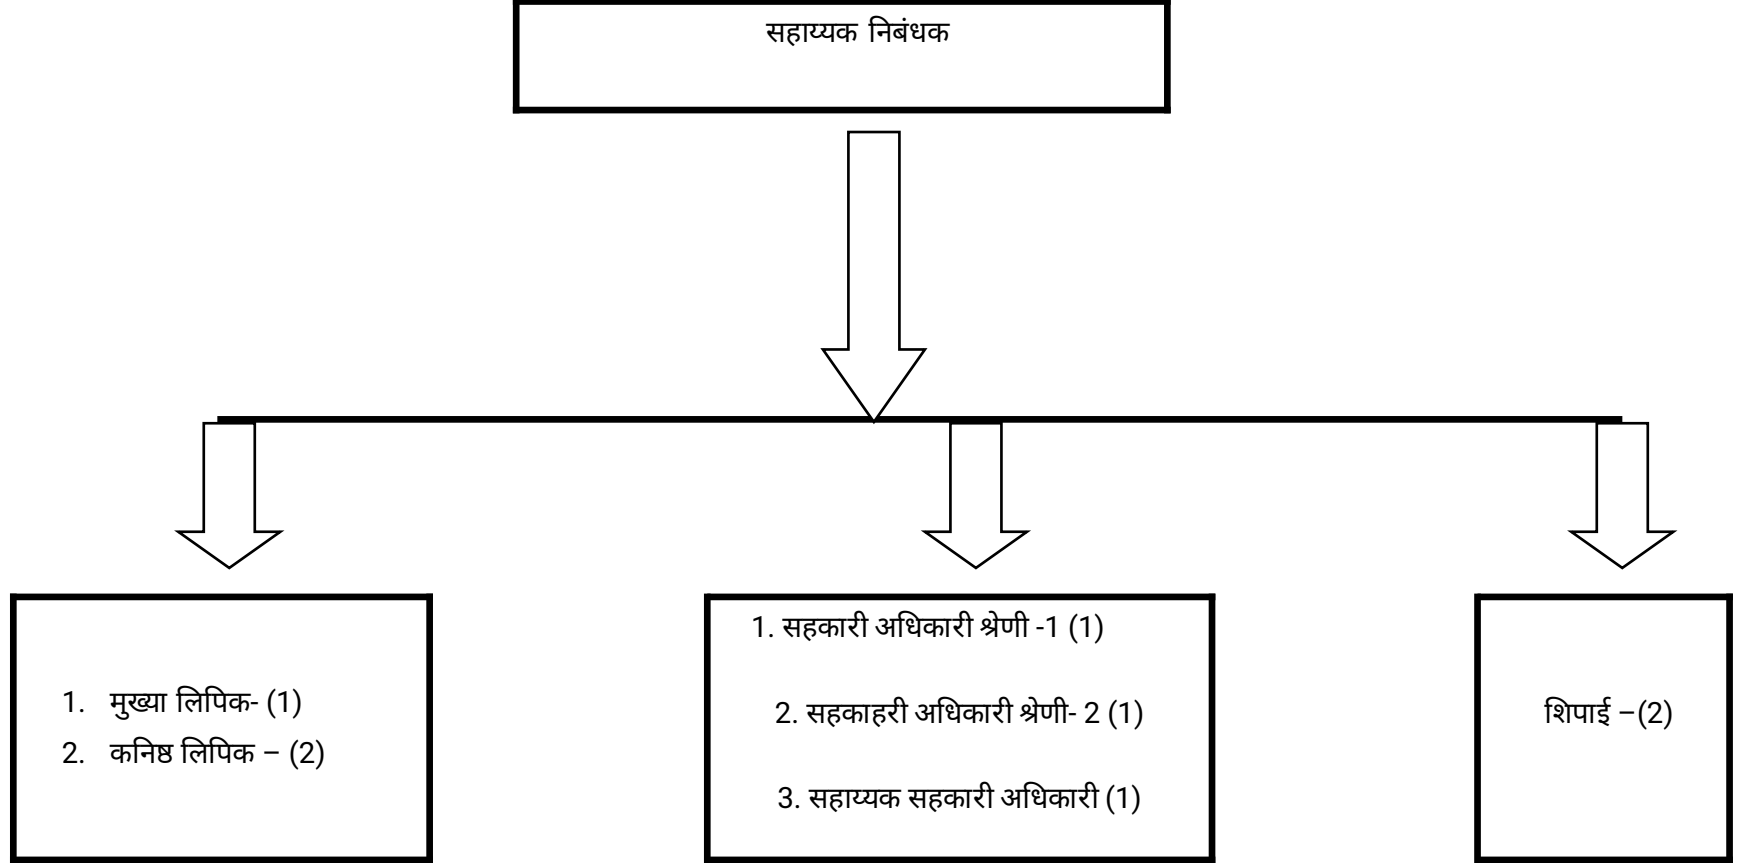 सहाय्यक निबंधक
1. मुख्या लिपिक- (1)
2. कनिष्ठ लिपिक – (2)
1. सहकारी अधिकारी श्रेणी -1 (1)
2. सहकाहरी अधिकारी श्रेणी- 2 (1)
3. सहाय्यक सहकारी अधिकारी (1)
शिपाई –(2)